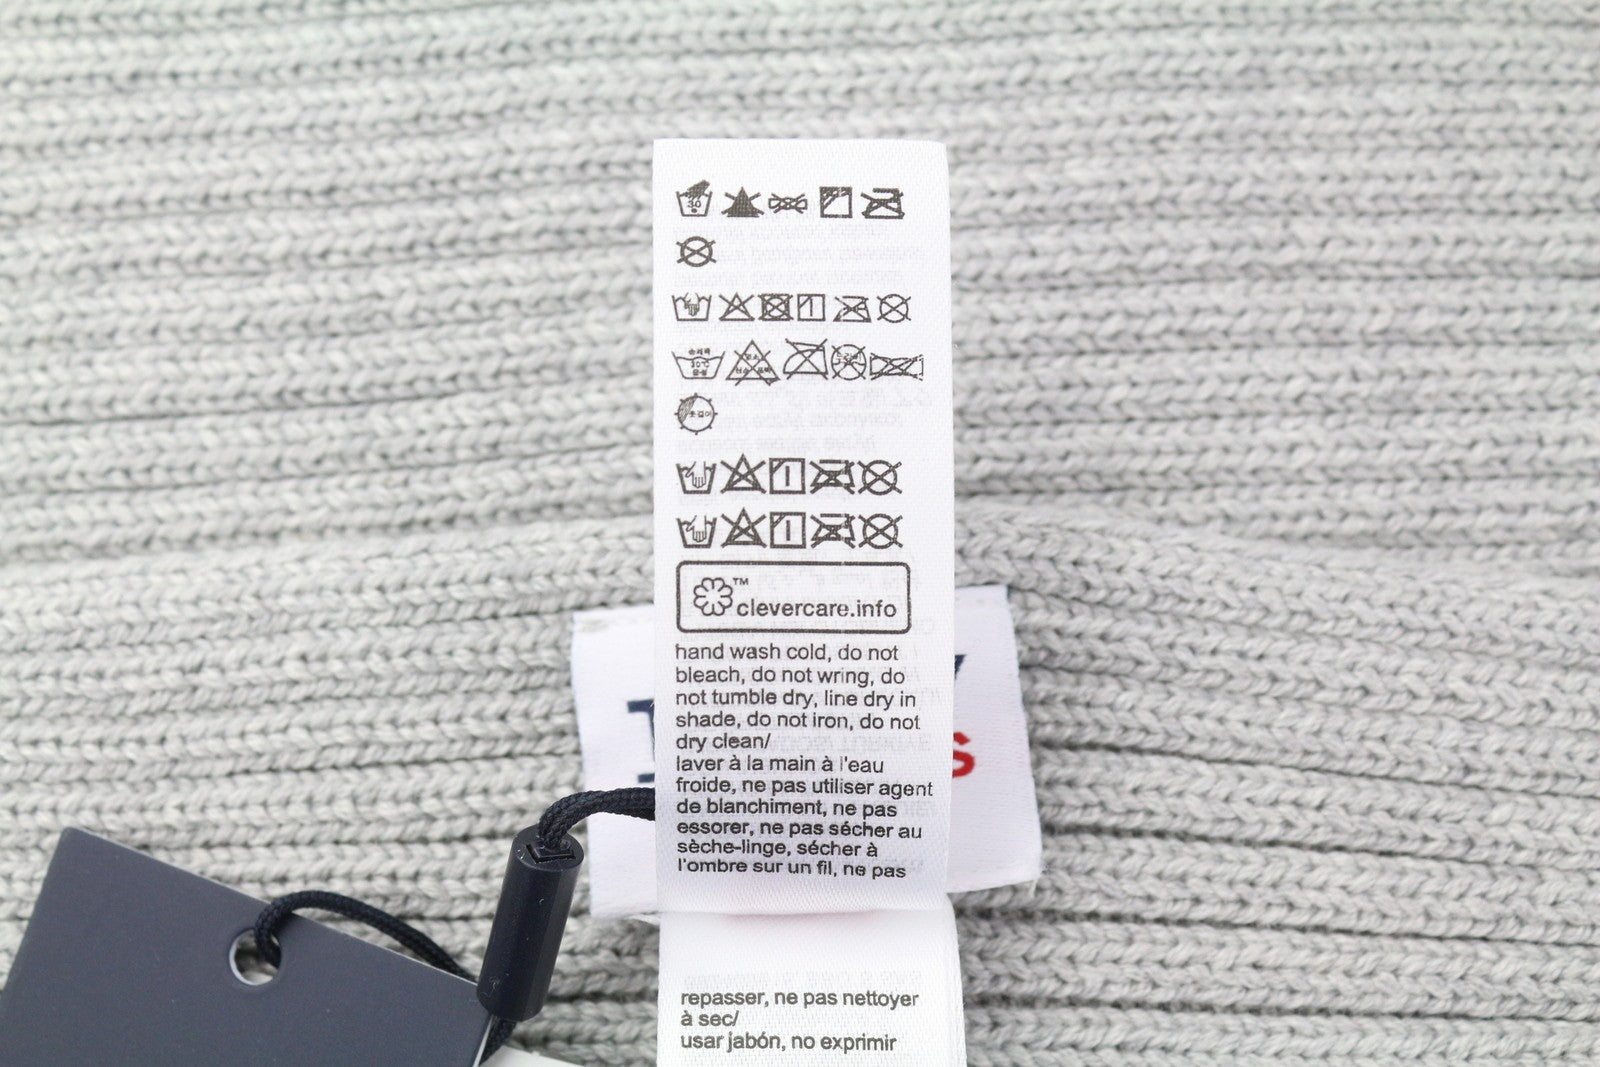 30
30℃
™
clevercare.info
hand wash cold, do not
bleach, do not wring, do
not tumble dry, line dry in
shade, do not iron, do not
dry clean/
laver à la main à l'eau
froide, ne pas utiliser agent
de blanchiment, ne pas
essorer, ne pas sécher au
sèche-linge, sécher à
l'ombre sur un fil, ne pas
repasser, ne pas nettoyer
à sec/
usar jabón, no exprimir